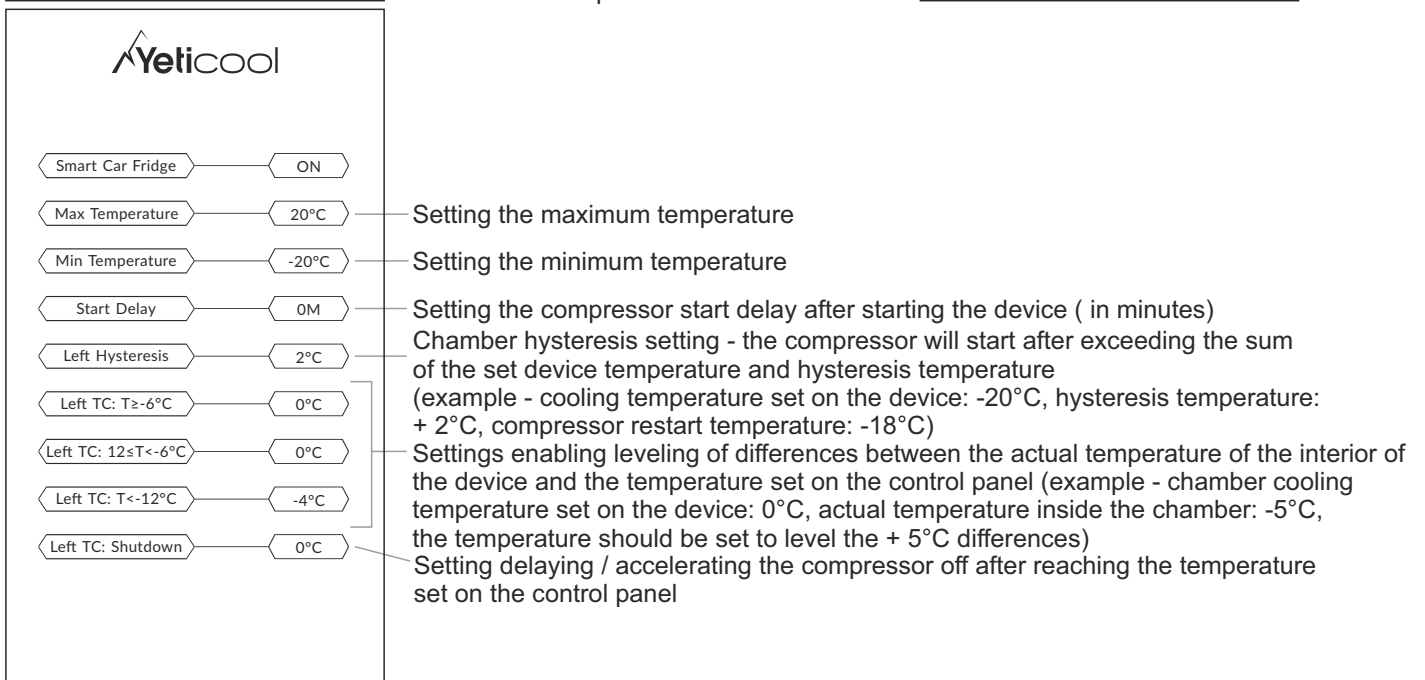 Yeticool
Smart Car Fridge ON
Max Temperature 20°C Setting the maximum temperature
Min Temperature -20°C Setting the minimum temperature
Start Delay 0M Setting the compressor start delay after starting the device ( in minutes)
Left Hysteresis 2°C Chamber hysteresis setting - the compressor will start after exceeding the sum
of the set device temperature and hysteresis temperature
(example - cooling temperature set on the device: -20°C, hysteresis temperature:
+ 2°C, compressor restart temperature: -18°C)
Left TC: T≥-6°C 0°C
Left TC: 12≤T<-6°C 0°C
Left TC: T<-12°C -4°C
Settings enabling leveling of differences between the actual temperature of the interior of
the device and the temperature set on the control panel (example - chamber cooling
temperature set on the device: 0°C, actual temperature inside the chamber: -5°C,
the temperature should be set to level the + 5°C differences)
Left TC: Shutdown 0°C Setting delaying / accelerating the compressor off after reaching the temperature
set on the control panel